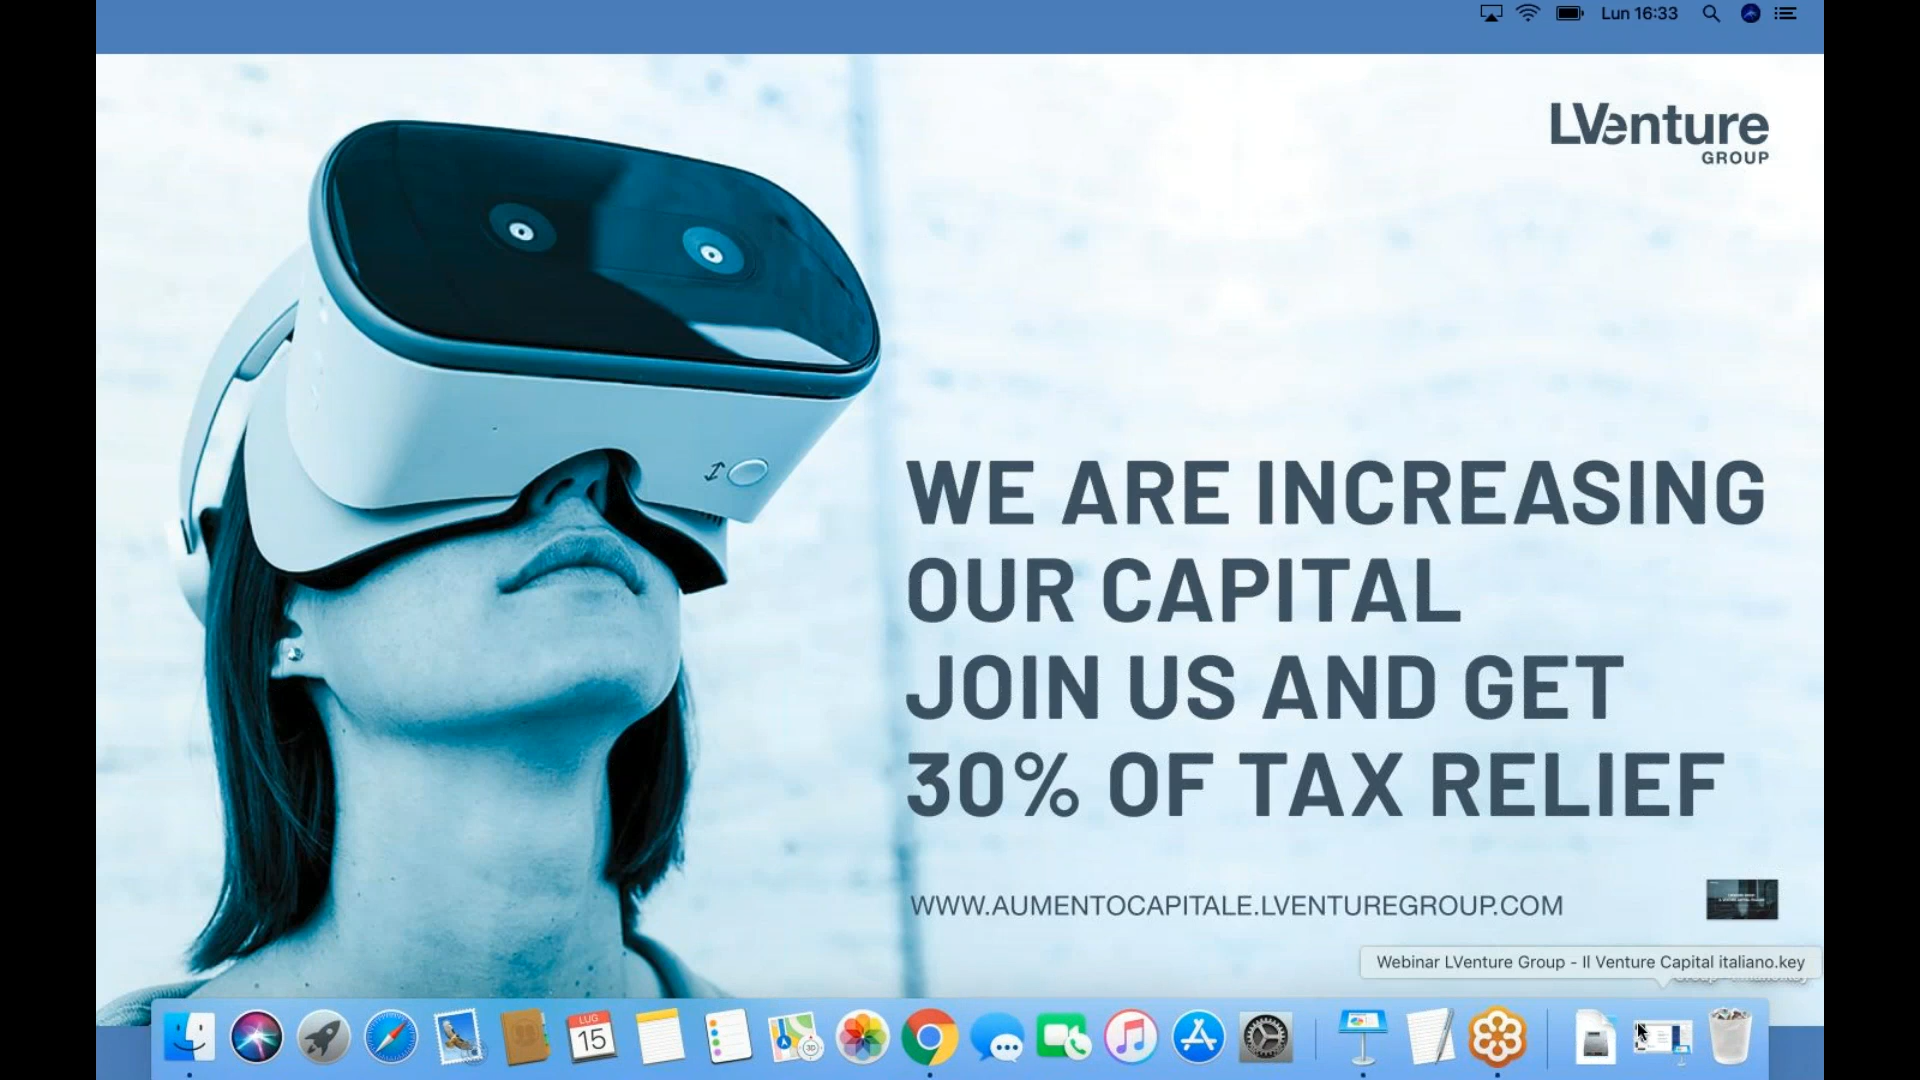 Lun 16:33
LVenture
GROUP
WE ARE INCREASING
OUR CAPITAL
JOIN US AND GET
30% OF TAX RELIEF
WWW.AUMENTOCAPITALE.LVENTUREGROUP.COM
Webinar LVenture Group - Il Venture Capital italiano.key
LUG
15
3D